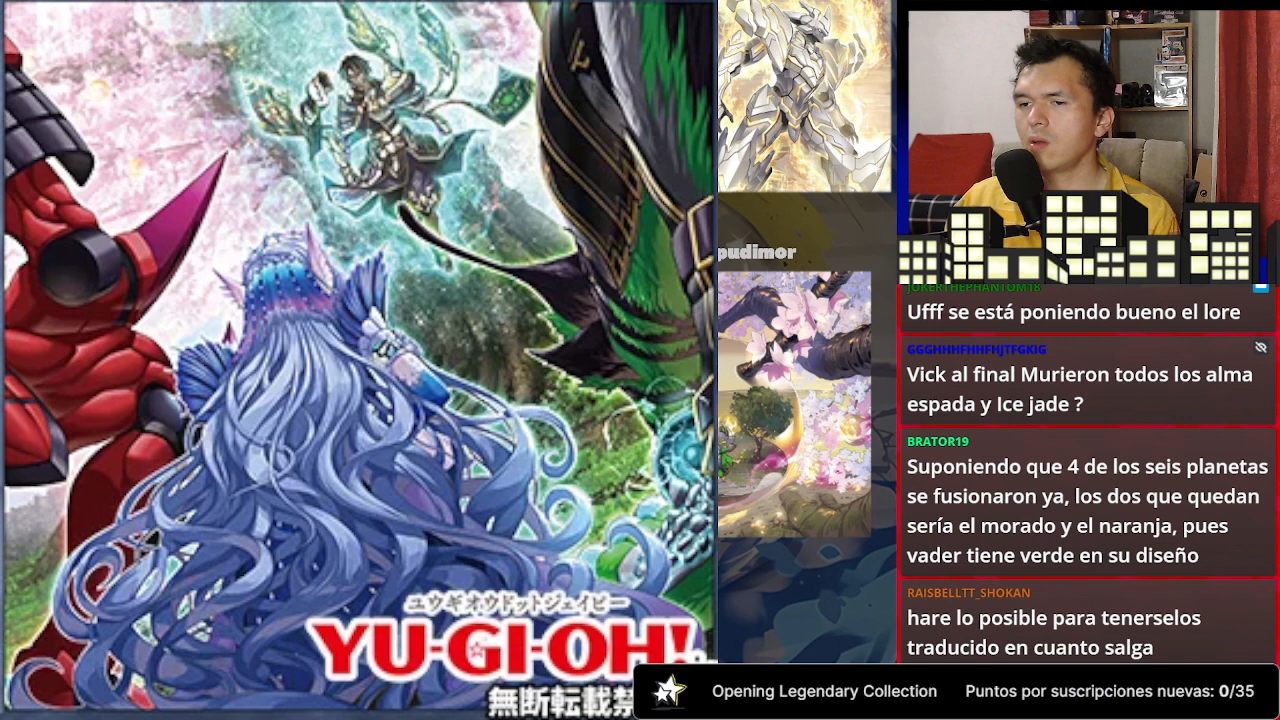 pudimor
JOKERTHEPHANTOM18
Ufff se está poniendo bueno el lore
GGGHHHFHHFHJTFGKIG
Vick al final Murieron todos los alma
espada y Ice jade ?
BRATOR19
Suponiendo que 4 de los seis planetas
se fusionaron ya, los dos que quedan
sería el morado y el naranja, pues
vader tiene verde en su diseño
RAISBELLTT_SHOKAN
hare lo posible para tenerselos
traducido en cuanto salga
ユウギオウドットジェイピー
YU-GI-OH!
無断転載禁
Opening Legendary Collection Puntos por suscripciones nuevas: 0/35